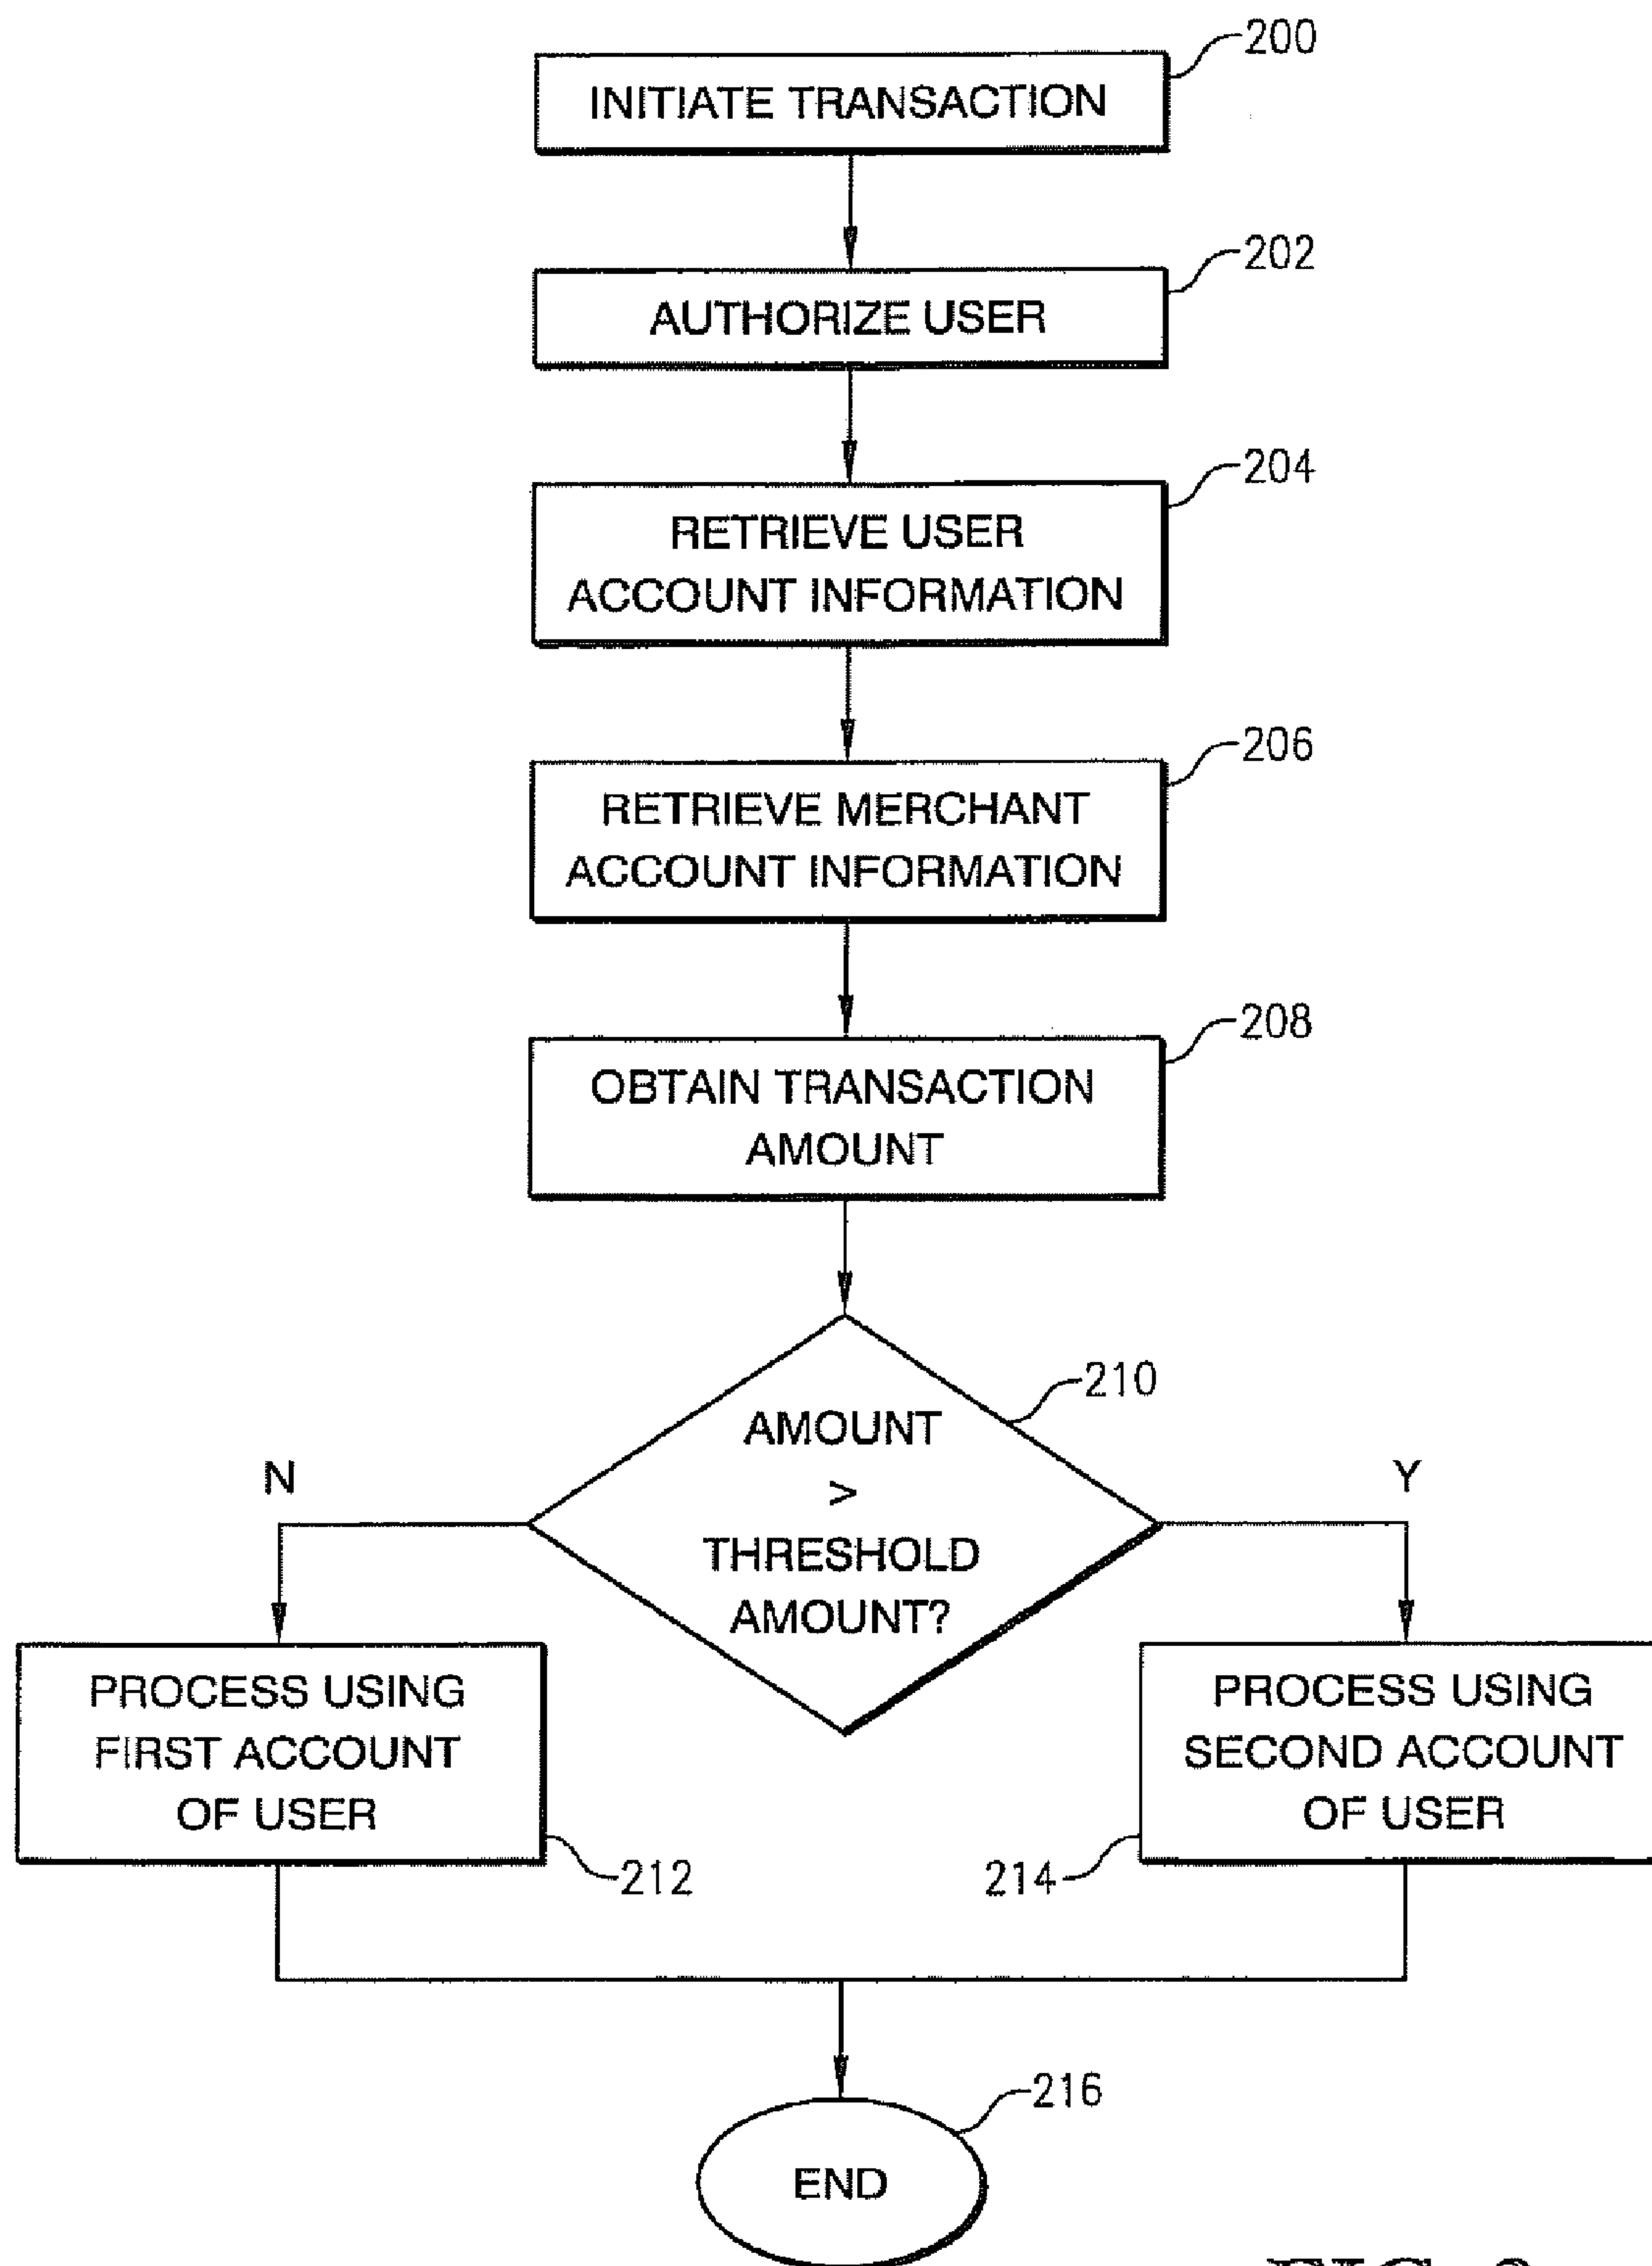 200
INITIATE TRANSACTION
202
AUTHORIZE USER
204
RETRIEVE USER
ACCOUNT INFORMATION
206
RETRIEVE MERCHANT
ACCOUNT INFORMATION
208
OBTAIN TRANSACTION
AMOUNT
210
AMOUNT
>
THRESHOLD
AMOUNT?
N
Y
PROCESS USING
FIRST ACCOUNT
OF USER
212
PROCESS USING
SECOND ACCOUNT
OF USER
214
216
END